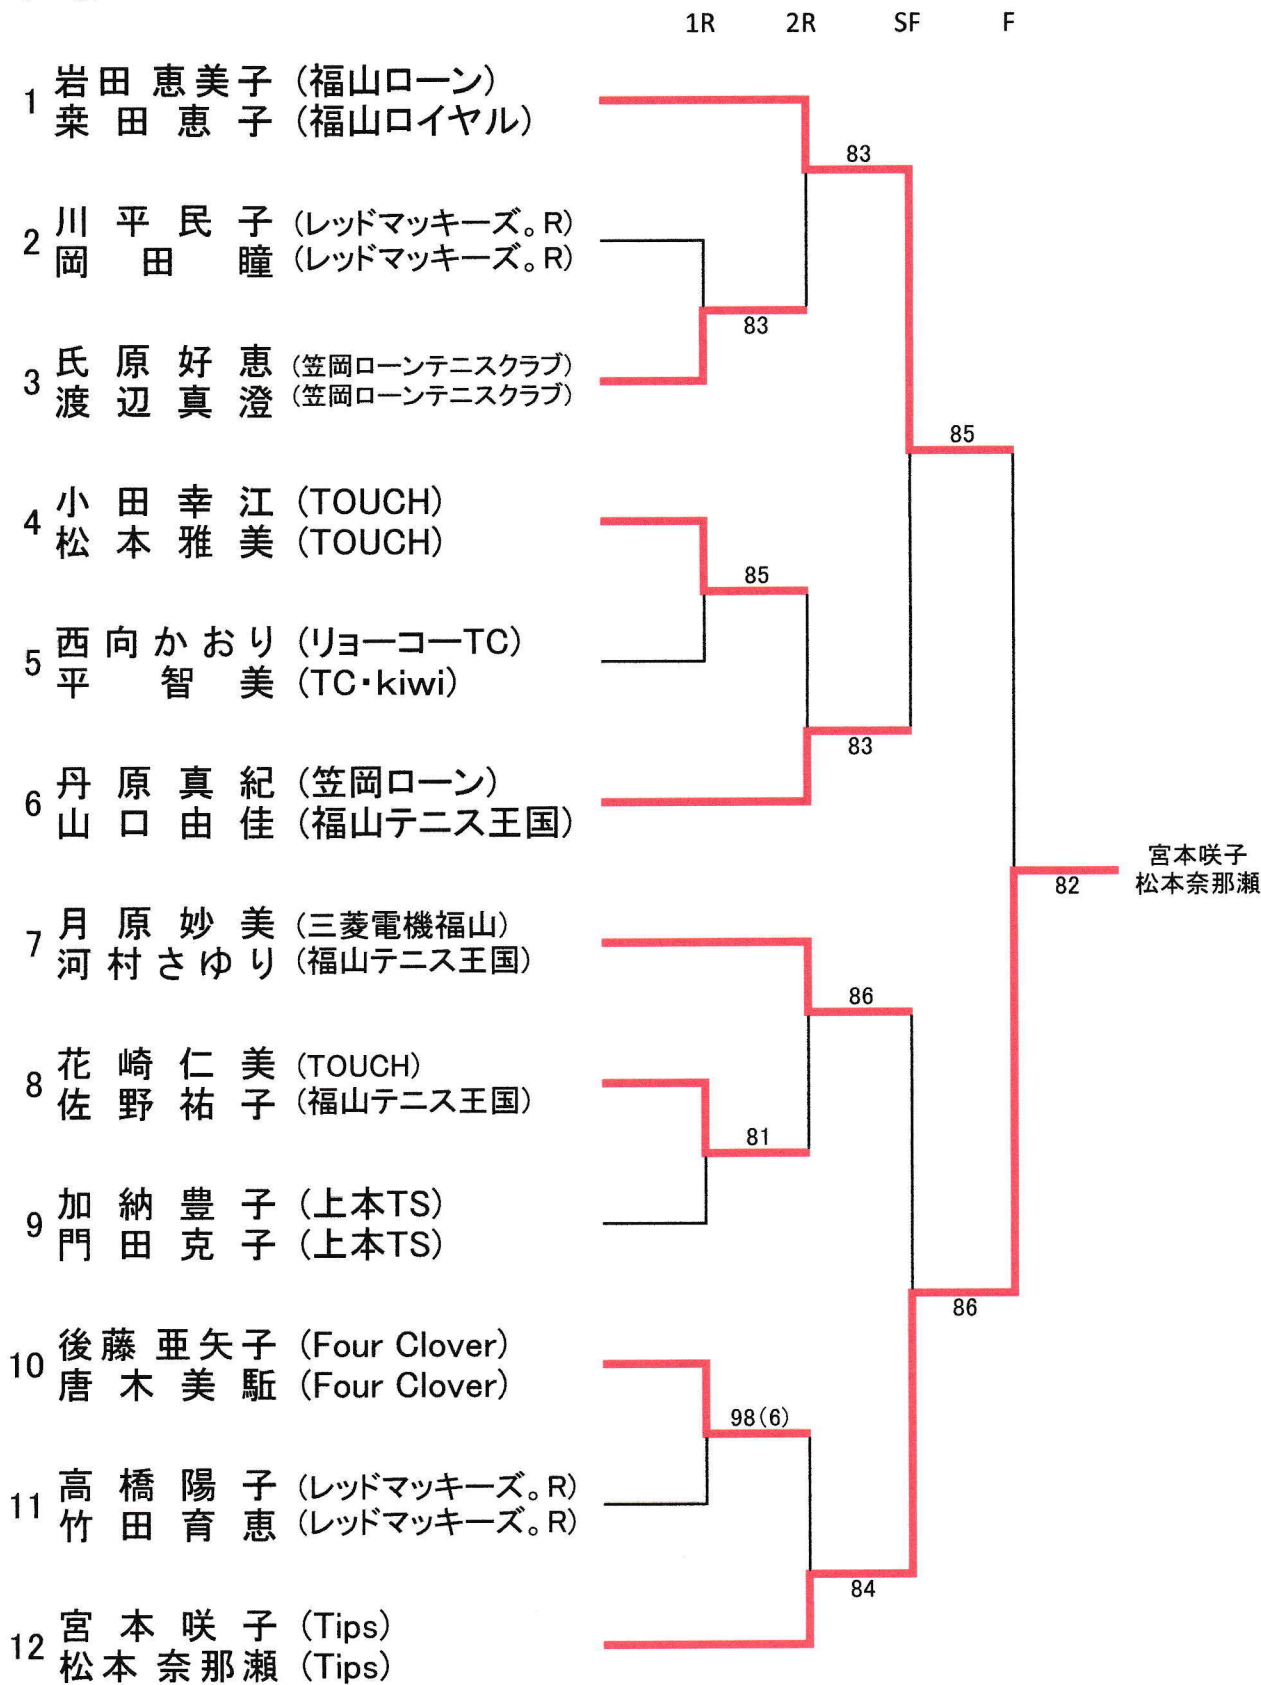 1R 2R SF F
1 岩田 恵美子 (福山ローン)
桒田恵子 (福山ロイヤル)
83
2 川平民子 (レッドマッキーズ。R)
岡田瞳 (レッドマッキーズ。R)
83
3 氏原好恵 (笠岡ローンテニスクラブ)
渡辺真澄 (笠岡ローンテニスクラブ)
85
4 小田幸江 (TOUCH)
松本雅美 (TOUCH)
85
5 西向かおり (リョーコーTC)
平智美 (TC・kiwi)
83
6 丹原真紀 (笠岡ローン)
山口由佳 (福山テニス王国)
宮本咲子
松本奈那瀬
82
7 月原妙美 (三菱電機福山)
河村さゆり (福山テニス王国)
86
8 花崎仁美 (TOUCH)
佐野祐子 (福山テニス王国)
81
9 加納豊子 (上本TS)
門田克子 (上本TS)
86
10 後藤 亜矢子 (Four Clover)
唐木美駈 (Four Clover)
98(6)
11 高橋陽子 (レッドマッキーズ。R)
竹田育恵 (レッドマッキーズ。R)
84
12 宮本咲子 (Tips)
松本 奈那瀬 (Tips)